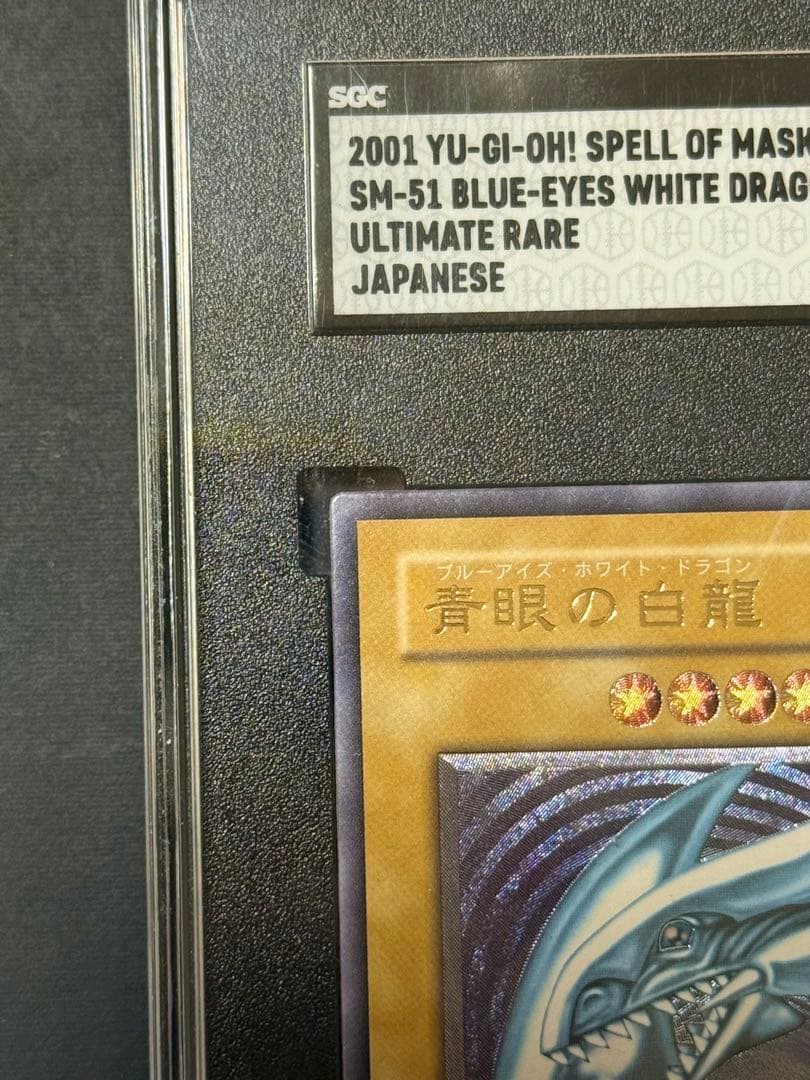 SGC
2001 YU-GI-OH! SPELL OF MASK
SM-51 BLUE-EYES WHITE DRAG
ULTIMATE RARE
JAPANESE
ブルーアイズ・ホワイト・ドラゴン
青眼の白龍